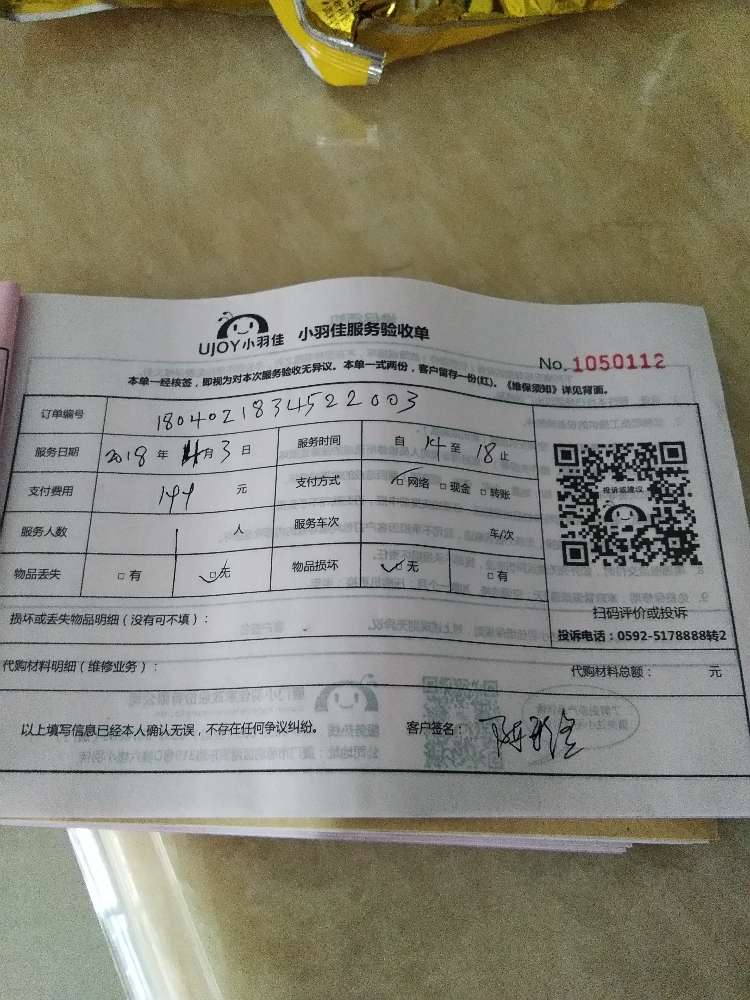 UJOY小羽佳 小羽佳服务验收单
No. 1050112
本单一经核签，即视为对本次服务验收无异议。本单一式两份，客户留存一份(红)。《维保须知》详见背面。
订单编号 180402183452 2003
服务日期 2018 年 4 月 3 日 服务时间 自 14 至 18 止
支付费用 144 元 支付方式 ☑ 网络 □ 现金 □ 转账
服务人数 1 人 服务车次 车/次
物品丢失 □ 有 ☑ 无 物品损坏 ☑ 无 □ 有
投诉或建议
扫码评价或投诉
投诉电话：0592-5178888转2
损坏或丢失物品明细（没有可不填）：
代购材料明细（维修业务）： 代购材料总额： 元
以上填写信息已经本人确认无误，不存在任何争议纠纷。 客户签名：